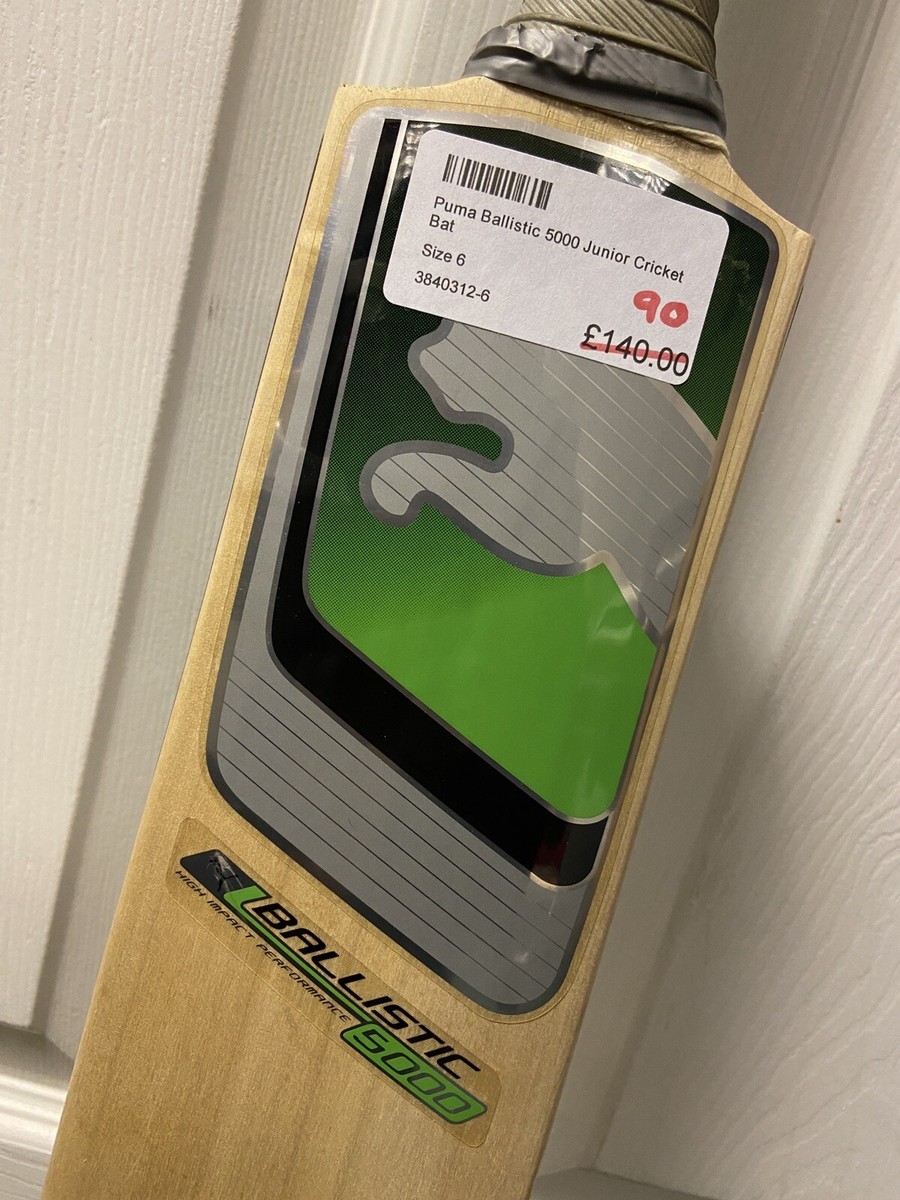 Puma Ballistic 5000 Junior Cricket
Bat
Size 6
3840312-6
90
£140.00
BALLISTIC
HIGH IMPACT PERFORMANCE
5000